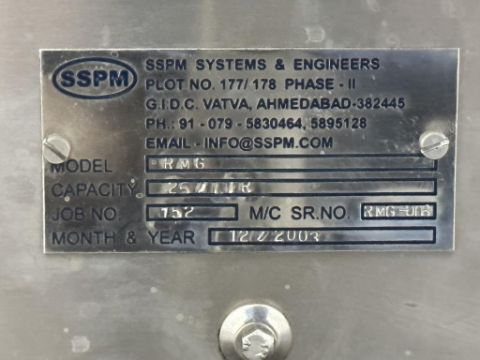 SSPM
SSPM SYSTEMS & ENGINEERS
PLOT NO. 177/ 178 PHASE - II
G.I.D.C. VATVA, AHMEDABAD-382445
PH.: 91 - 079 - 5830464, 5895128
EMAIL - INFO@SSPM.COM
MODEL RMG
CAPACITY
JOB NO. 152 M/C SR.NO.
MONTH & YEAR 12 / 2003